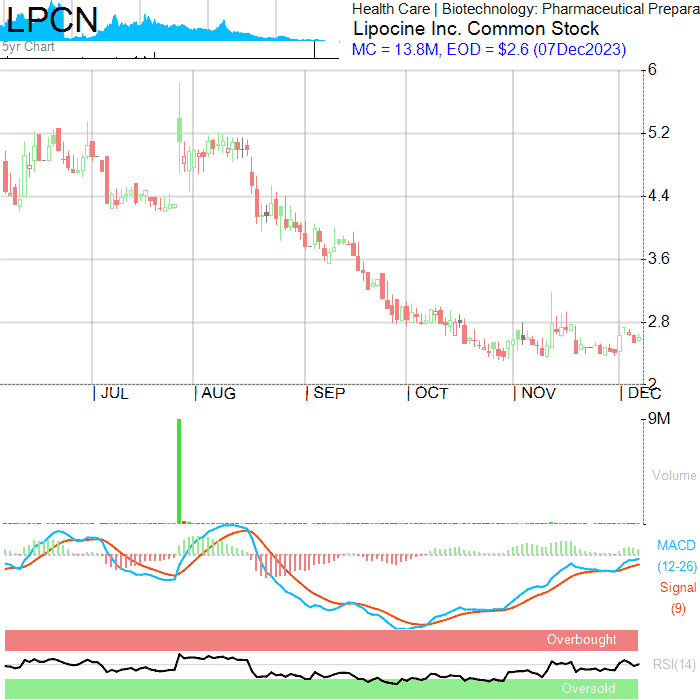 LPCN
5yr Chart
Health Care | Biotechnology: Pharmaceutical Prepara
Lipocine Inc. Common Stock
MC = 13.8M, EOD = $2.6 (07Dec2023)
6
5.2
4.4
3.6
2.8
2
JUL
AUG
SEP
OCT
NOV
DEC
9M
Volume
MACD
(12-26)
Signal
(9)
Overbought
RSI(14)
Oversold